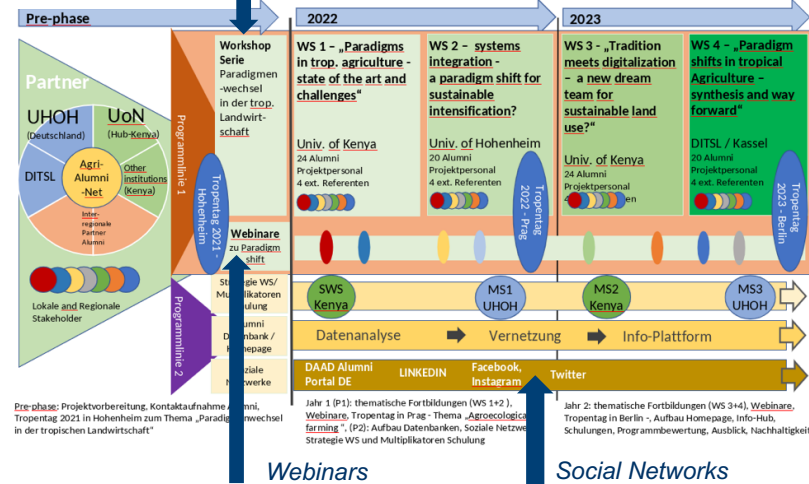 Pre-phase
2022
2023
Partner
UHOH
(Deutschland)
UoN
(Hub-Kenya)
DITSL
Agri-
Alumni
-Net
Other
institutions
(Kenya)
Inter-
regionale
Partner
Alumni
Lokale and Regionale
Stakeholder
Programmlinie 1
Programmlinie 2
Workshop
Serie
Paradigmen
-wechsel
in der trop.
Landwirt-
schaft
Tropentag 2021 -
Hohenheim
Webinare
zu Paradigm
shift
WS 1 – „Paradigms
in trop. agriculture -
state of the art and
challenges“
Univ. of Kenya
24 Alumni
Projektpersonal
4 ext. Referenten
WS 2 – systems
integration -
a paradigm shift for
sustainable
intensification?
Univ. of Hohenheim
20 Alumni
Projektpersonal
4 ext. Referenten
Tropentag
2022 - Prag
WS 3 - „Tradition
meets digitalization
– a new dream
team for
sustainable land
use?“
Univ. of Kenya
24 Alumni
Projektpersonal
4 en
WS 4 – „Paradigm
shifts in tropical
Agriculture –
synthesis and way
forward“
DITSL / Kassel
20 Alumni
Projektpersonal
4 ext. Referenten
Tropentag
2023 - Berlin
Strategie WS/
SWS
Kenya
MS1
UHOH
MS2
Kenya
MS3
UHOH
Datenanalyse
Vernetzung
Info-Plattform
DAAD Alumni
Portal DE
LINKEDIN
Facebook,
Instagram
Twitter
Pre-phase: Projektvorbereitung, Kontaktaufnahme
Tropentag 2021 in Hohenheim zum Thema
in der tropischen Landwirtschaft“
Jahr 1 (P1): thematische Fortbildungen (WS 1+2 ),
Webinare, Tropentag in Prag - Thema
farming “, (P2): Aufbau Datenbanken, Soziale
Strategie WS und Multiplikatoren Schulung
Jahr 2: thematische Fortbildungen (WS 3+4), Webinare,
Tropentag in Berlin -, Aufbau Homepage, Info-Hub,
Schulungen, Programmbewertung, Ausblick, Nachhaltigkeit
Webinars
Social Networks